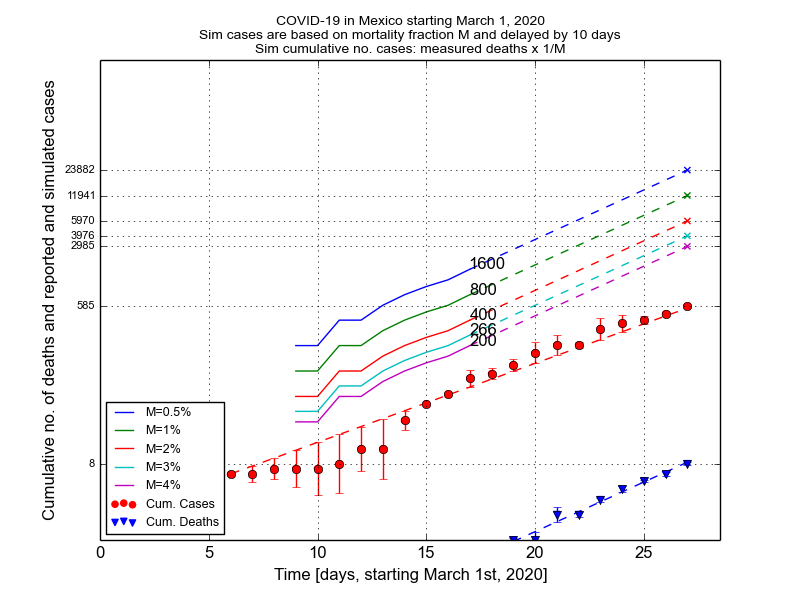 COVID-19 in Mexico starting March 1, 2020
Sim cases are based on mortality fraction M and delayed by 10 days
Sim cumulative no. cases: measured deaths x 1/M
Cumulative no. of deaths and reported and simulated cases
23882
11941
5970
3976
2985
585
8
1600
800
400
266
200
M=0.5%
M=1%
M=2%
M=3%
M=4%
Cum. Cases
Cum. Deaths
0 5 10 15 20 25
Time [days, starting March 1st, 2020]